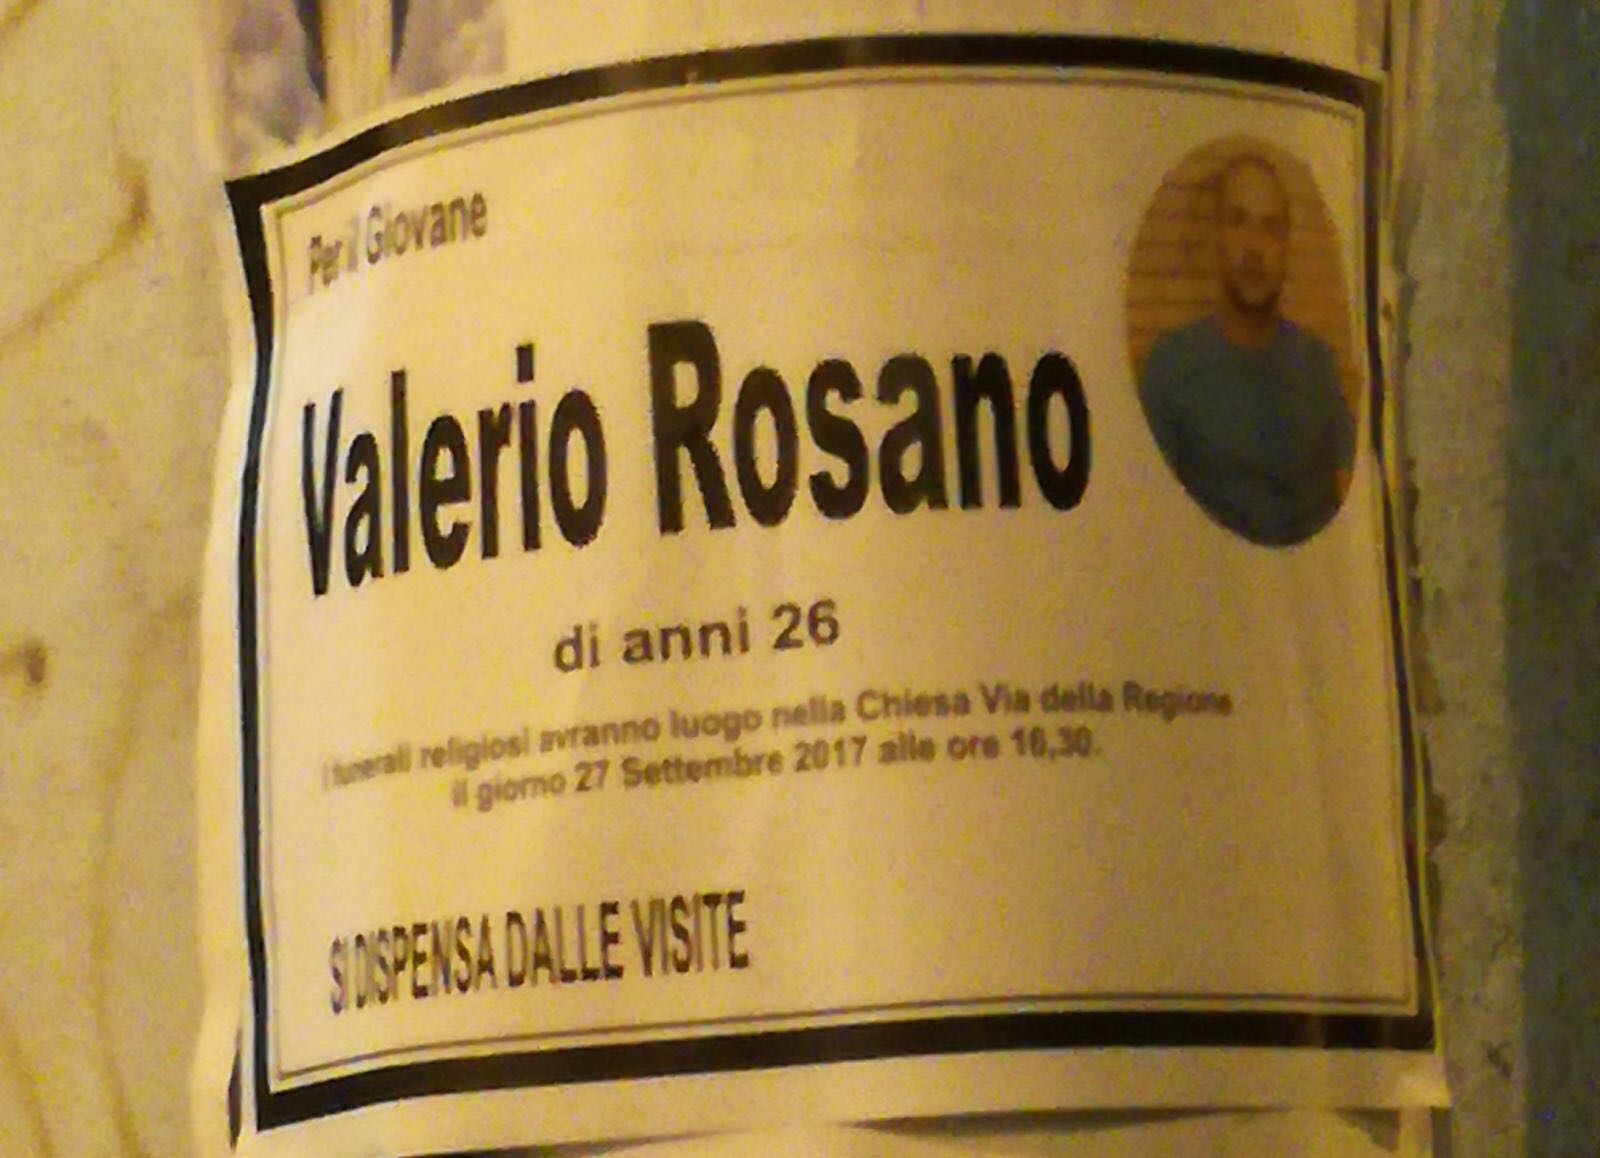 Per il Giovane
Valerio Rosano
di anni 26
I funerali religiosi avranno luogo nella Chiesa Via della Regione
il giorno 27 Settembre 2017 alle ore 16,30.
SI DISPENSA DALLE VISITE